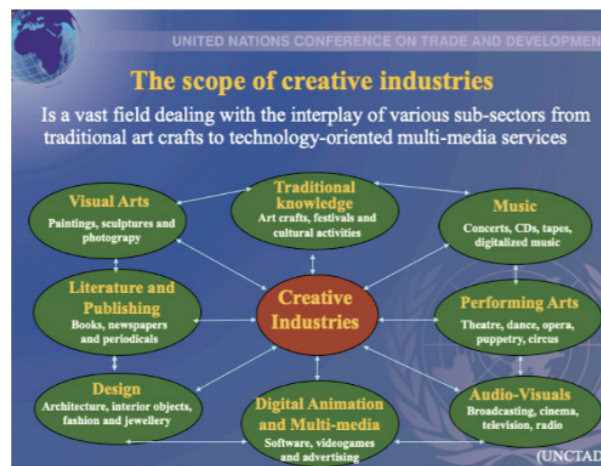 UNITED NATIONS CONFERENCE ON TRADE AND DEVELOPMEN
The scope of creative industries
Is a vast field dealing with the interplay of various sub-sectors from
traditional art crafts to technology-oriented multi-media services
Visual Arts
Paintings, sculptures and
photograpy
Traditional
knowledge
Art crafts, festivals and
cultural activities
Music
Concerts, CDs, tapes,
digitalized music
Literature and
Publishing
Books, newspapers
and periodicals
Creative
Industries
Performing Arts
Theatre, dance, opera,
puppetry, circus
Design
Architecture, interior objects,
fashion and jewellery
Digital Animation
and Multi-media
Software, videogames
and advertising
Audio-Visuals
Broadcasting, cinema,
television, radio
(UNCTAD